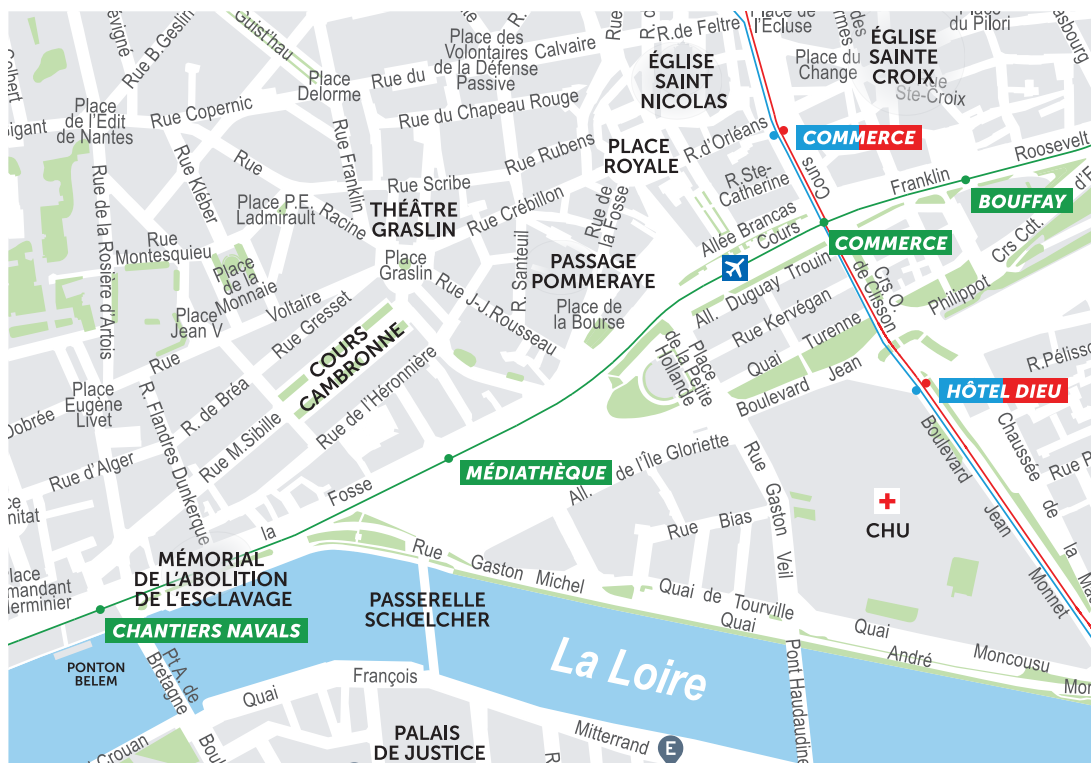 Guist'hau
Rue B.Geslin
R.de Feltre
Place de
l'Ecluse
Place
du Pilori
Place des
Volontaires
de la Défense
Passive
Calvaire
Rue du
ÉGLISE
SAINT
NICOLAS
Place du
Change
ÉGLISE
SAINTE
CROIX
Ste-Croix
Place
Delorme
Place
de l'Edit
de Nantes
Rue Copernic
Rue du Chapeau Rouge
Rue Franklin
Rue Rubens
PLACE
ROYALE
R.d'Orléans
COMMERCE
Cours
Franklin
Roosevelt
BOUFFAY
Rue de la Rosière d'Artois
Rue Kléber
Rue
Racine
Place P.E.
Ladmirault
Rue Scribe
THÉÂTRE
GRASLIN
Rue Crébillon
Rue de
la Fosse
R. Ste-
Catherine
Allée Brancas
Cours
COMMERCE
Rue
Montesquieu
Place
de la
Monnaie
Place
Graslin
R. Santeuil
PASSAGE
POMMERAYE
All. Duguay Trouin
Crs O.
de Clisson
Crs Cdt.
Philippot
Place
Jean V
Rue
Voltaire
Rue Gresset
Rue J-J.Rousseau
Place de
la Bourse
Rue Kervégan
Quai
Turenne
Place
de la Petite
Hollande
Boulevard
Jean
R.Pélisso
COURS
CAMBRONNE
Rue de l'Héronnière
HÔTEL DIEU
Place
Eugène
Livet
Dobrée
R. de Bréa
R. Flandres Dunkerque
Rue M.Sibille
Rue d'Alger
MÉDIATHÈQUE
All. de l'Île Gloriette
Rue
Gaston
Veil
Boulevard
Jean
Monnet
Chaussée
de
la
Fosse
la
Rue Bias
CHU
MÉMORIAL
DE L'ABOLITION
DE L'ESCLAVAGE
CHANTIERS NAVALS
Rue
Gaston
Michel
PASSERELLE
SCHŒLCHER
Quai de Tourville
Quai
André
Quai
Moncousu
PONTON
BELEM
Pt A. de
Bretagne
La Loire
Pont Haudaudine
Quai
François
Mitterrand
E
PALAIS
DE JUSTICE